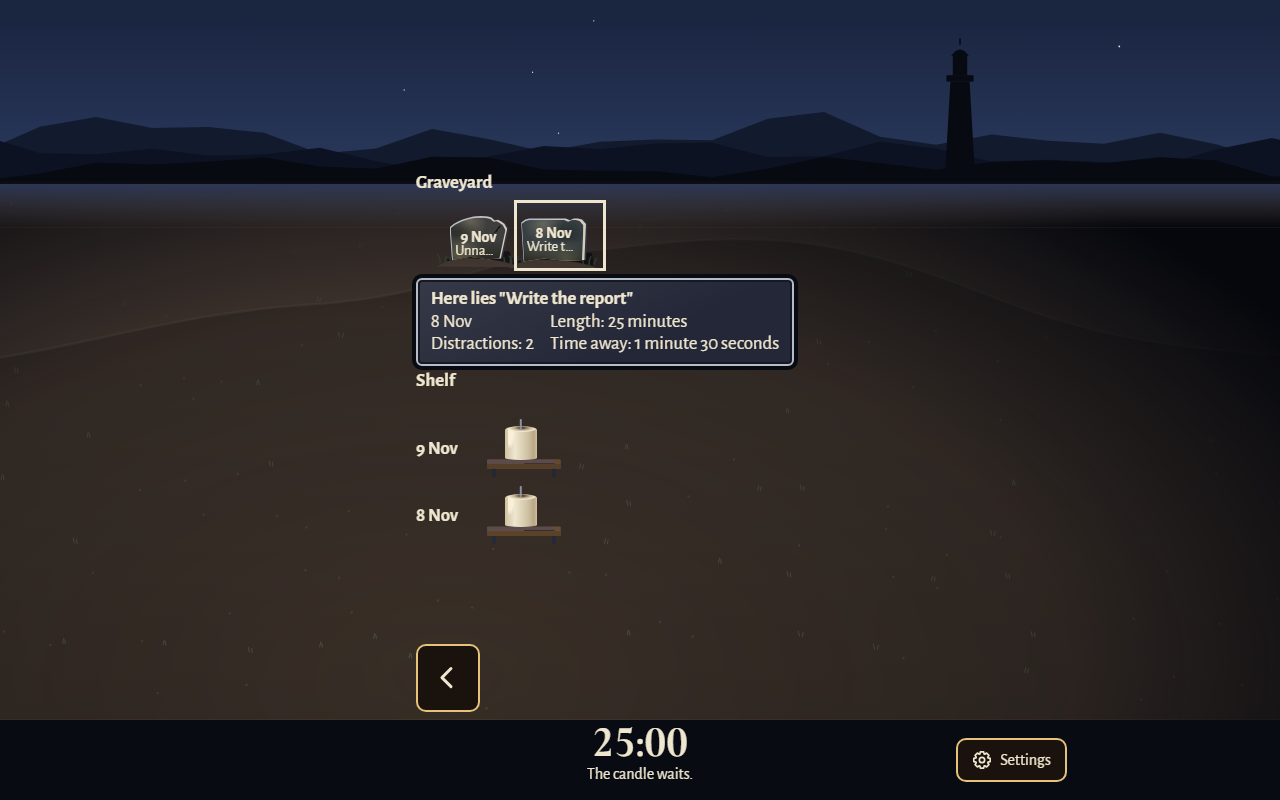 Graveyard
9 Nov
Unna...
8 Nov
Write t...
Here lies "Write the report"
8 Nov Length: 25 minutes
Distractions: 2 Time away: 1 minute 30 seconds
Shelf
9 Nov
8 Nov
25:00
The candle waits.
Settings